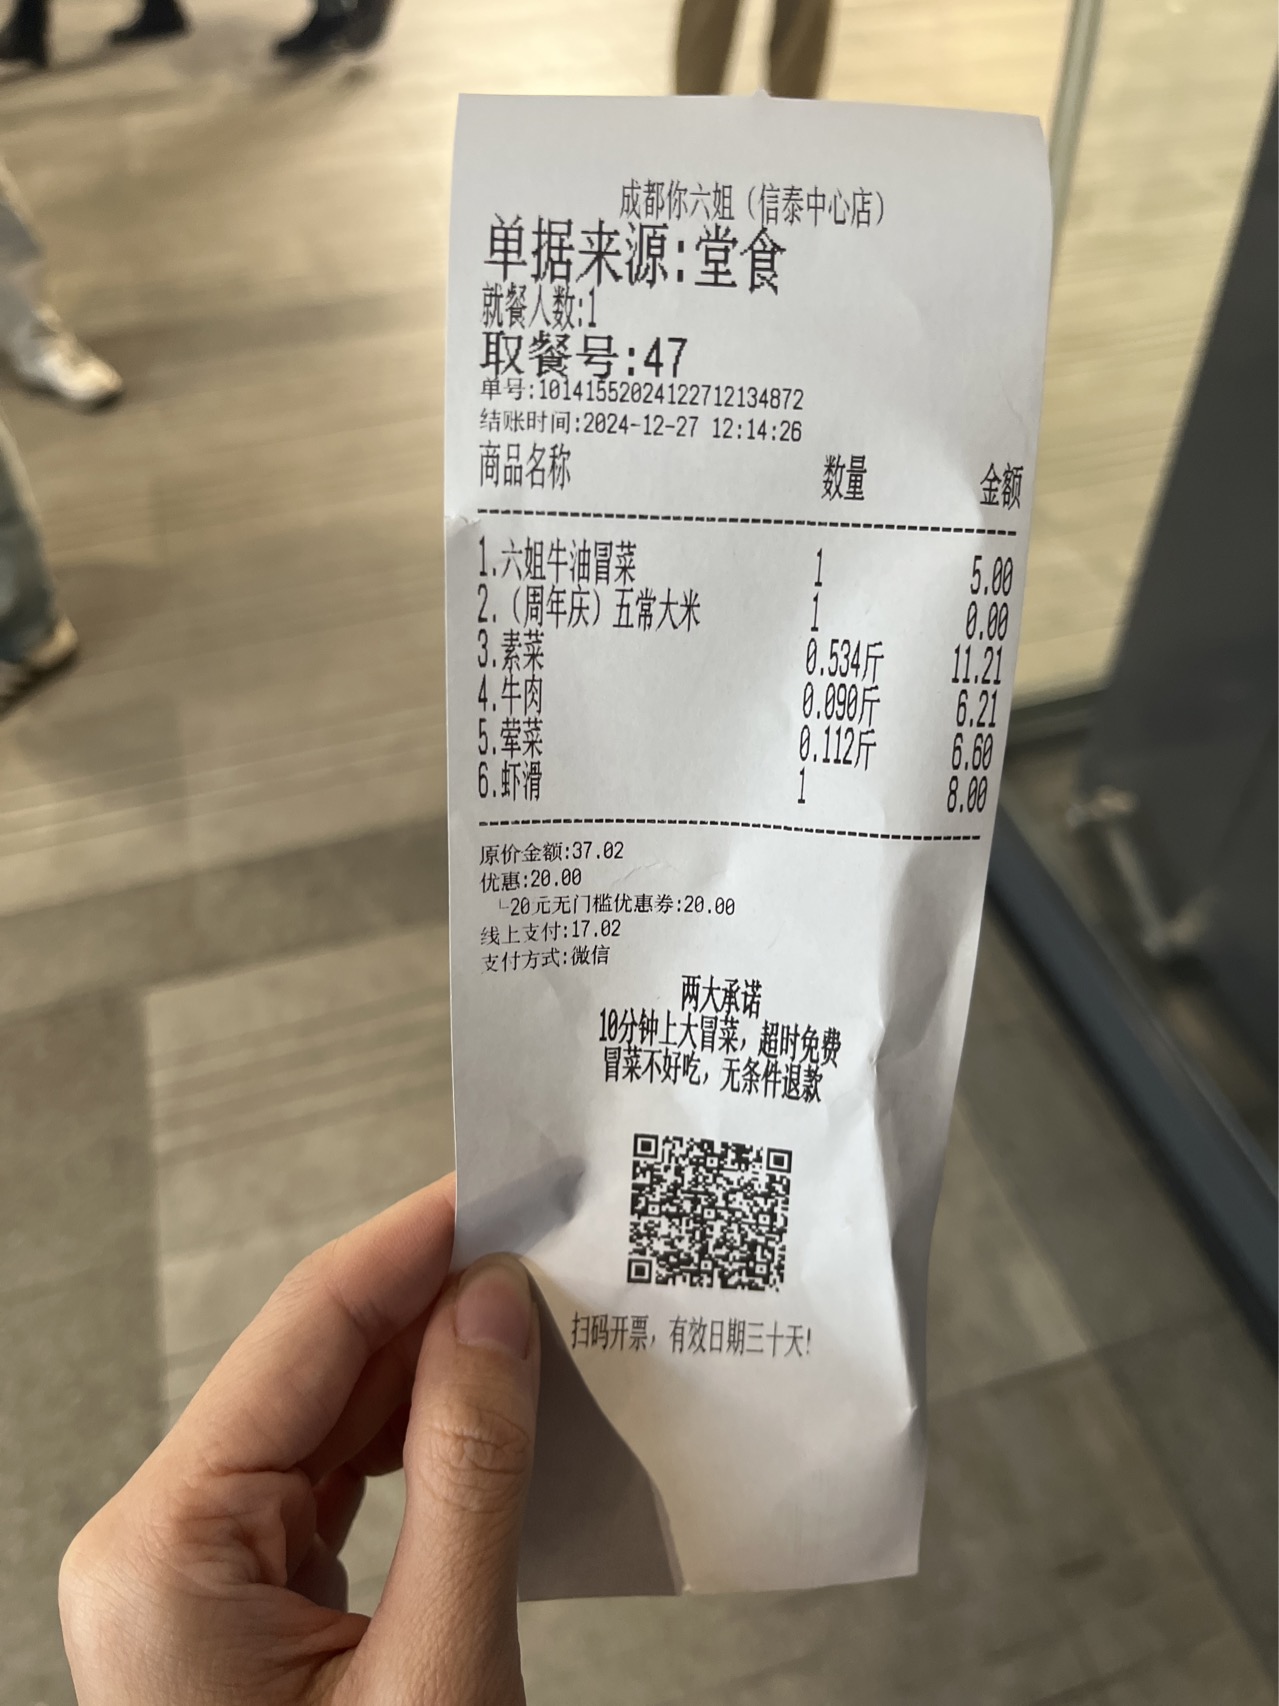 成都你六姐（信泰中心店）
单据来源:堂食
就餐人数:1
取餐号:47
单号:10141552024122712134872
结账时间:2024-12-27 12:14:26
商品名称 数量 金额
1.六姐牛油冒菜 1 5.00
2.（周年庆）五常大米 1 0.00
3.素菜 0.534斤 11.21
4.牛肉 0.090斤 6.21
5.荤菜 0.112斤 6.60
6.虾滑 1 8.00
原价金额:37.02
优惠:20.00
└20元无门槛优惠券:20.00
线上支付:17.02
支付方式:微信
两大承诺
10分钟上大冒菜，超时免费
冒菜不好吃，无条件退款
扫码开票，有效日期三十天!